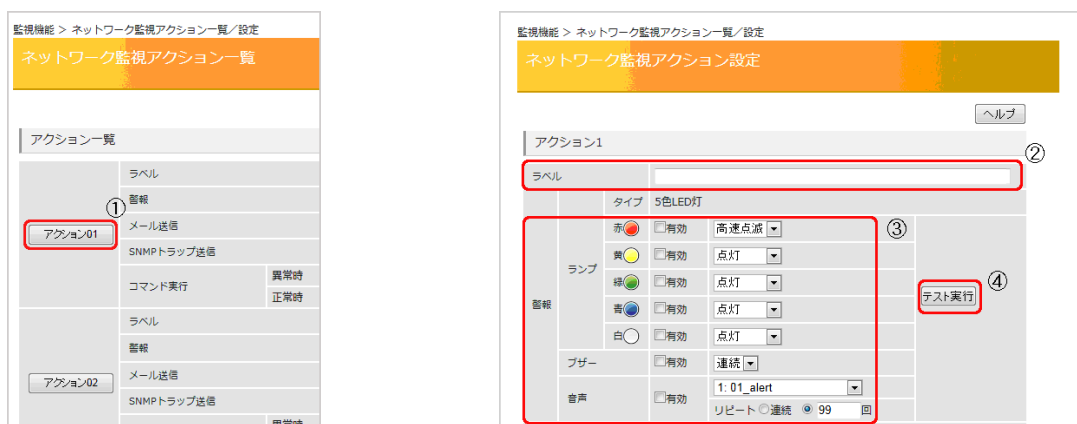 監視機能 > ネットワーク監視アクション一覧/設定
ネットワーク監視アクション一覧
アクション一覧
①
アクション01
ラベル
警報
メール送信
SNMPトラップ送信
コマンド実行
異常時
正常時
アクション02
ラベル
警報
メール送信
SNMPトラップ送信
異常時
監視機能 > ネットワーク監視アクション一覧/設定
ネットワーク監視アクション設定
ヘルプ
アクション1
②
ラベル
タイプ 5色LED灯
③
警報
ランプ
赤 有効 高速点滅
黄 有効 点灯
緑 有効 点灯
青 有効 点灯
白 有効 点灯
④
テスト実行
ブザー 有効 連続
音声 有効 1: 01_alert
リピート 連続 99 回